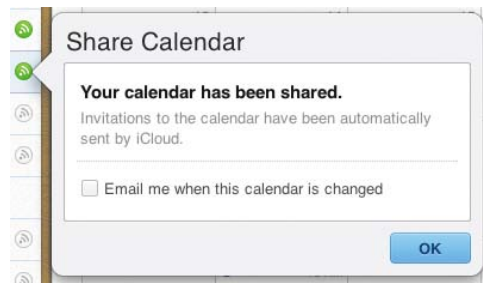 Share Calendar
Your calendar has been shared.
Invitations to the calendar have been automatically
sent by iCloud.
Email me when this calendar is changed
OK